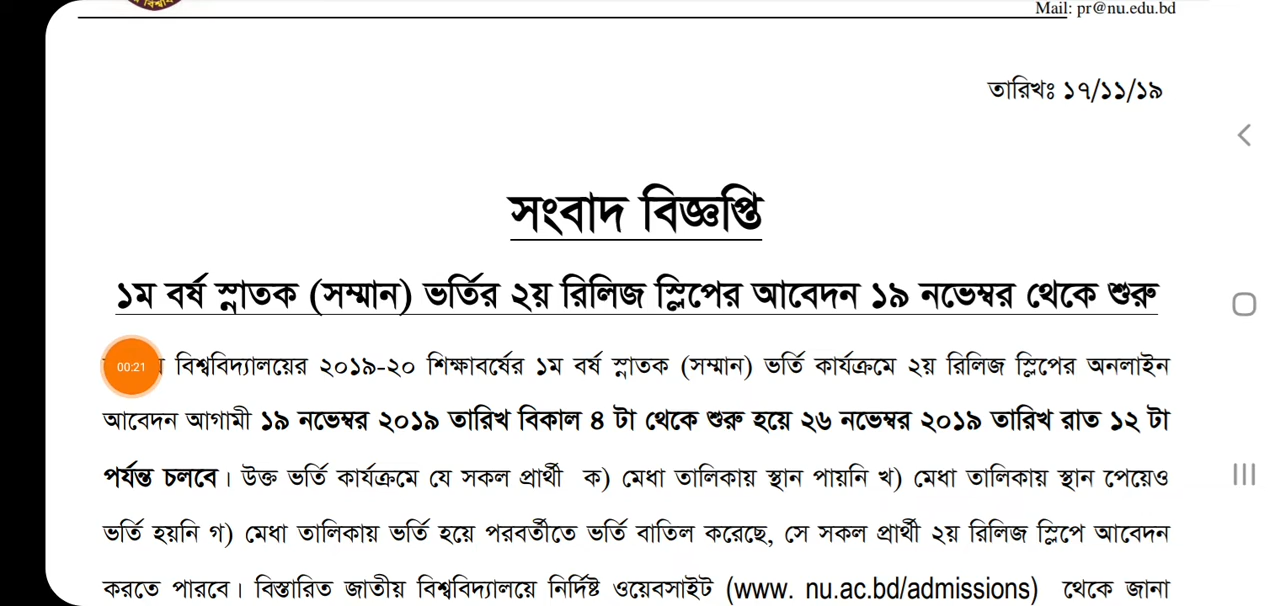 Mail: pr@nu.edu.bd
তারিখঃ ১৭/১১/১৯
সংবাদ বিজ্ঞপ্তি
১ম বর্ষ স্নাতক (সম্মান) ভর্তির ২য় রিলিজ স্লিপের আবেদন ১৯ নভেম্বর থেকে শুরু
00:21 বিশ্ববিদ্যালয়ের ২০১৯-২০ শিক্ষাবর্ষের ১ম বর্ষ স্নাতক (সম্মান) ভর্তি কার্যক্রমে ২য় রিলিজ স্লিপের অনলাইন
আবেদন আগামী ১৯ নভেম্বর ২০১৯ তারিখ বিকাল ৪ টা থেকে শুরু হয়ে ২৬ নভেম্বর ২০১৯ তারিখ রাত ১২ টা
পর্যন্ত চলবে। উক্ত ভর্তি কার্যক্রমে যে সকল প্রার্থী ক) মেধা তালিকায় স্থান পায়নি খ) মেধা তালিকায় স্থান পেয়েও
ভর্তি হয়নি গ) মেধা তালিকায় ভর্তি হয়ে পরবর্তীতে ভর্তি বাতিল করেছে, সে সকল প্রার্থী ২য় রিলিজ স্লিপে আবেদন
করতে পারবে। বিস্তারিত জাতীয় বিশ্ববিদ্যালয়ে নির্দিষ্ট ওয়েবসাইট (www. nu.ac.bd/admissions) থেকে জানা